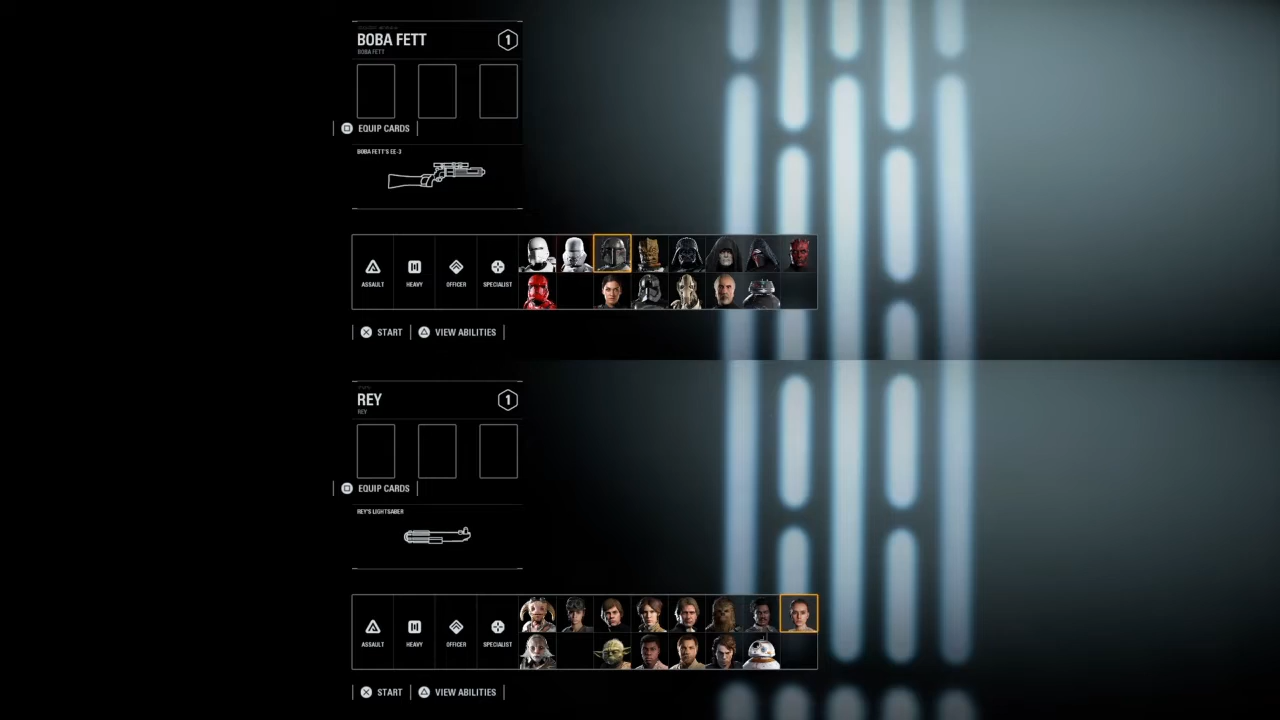 BOBA FETT
1
BOBA FETT
EQUIP CARDS
BOBA FETT'S EE-3
ASSAULT HEAVY OFFICER SPECIALIST
START VIEW ABILITIES
REY
1
REY
EQUIP CARDS
REY'S LIGHTSABER
ASSAULT HEAVY OFFICER SPECIALIST
START VIEW ABILITIES